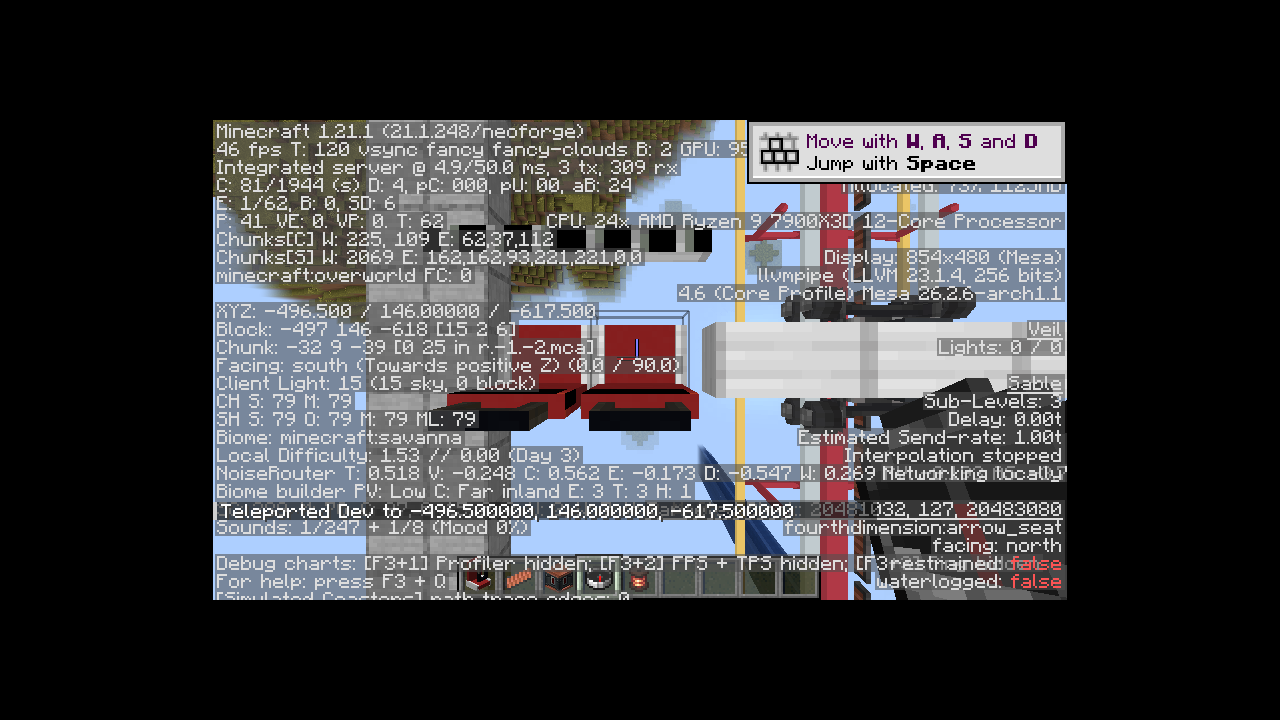 Minecraft 1.21.1 (21.1.248/neoforge)
46 fps T: 120 vsync fancy fancy-clouds B: 2 GPU: 95
Integrated server @ 4.9/50.0 ms, 3 tx, 309 rx
C: 81/1944 (s) D: 4, pC: 000, pU: 00, aB: 24
E: 1/62, B: 0, SD: 6
P: 41, VE: 0, VP: 0, T: 62
Chunks[C] W: 225, 109 E: 62,37,112
Chunks[S] W: 2069 E: 162,162,93,221,221,0,0
minecraft:overworld FC: 0
XYZ: -496.500 / 146.00000 / -617.500
Block: -497 146 -618 [15 2 6]
Chunk: -32 9 -39 [0 25 in r.-1.-2.mca]
Facing: south (Towards positive Z) (0.0 / 90.0)
Client Light: 15 (15 sky, 0 block)
CH S: 79 M: 79
SH S: 79 O: 79 M: 79 ML: 79
Biome: minecraft:savanna
Local Difficulty: 1.53 // 0.00 (Day 3)
NoiseRouter T: 0.518 V: -0.248 C: 0.562 E: -0.173 D: -0.547 W: 0.269
Biome builder PV: Low C: Far inland E: 3 T: 3 H: 1
Teleported Dev to -496.500000, 146.000000, -617.500000
Sounds: 1/247 + 1/8 (Mood 0%)
Debug charts: [F3+1] Profiler hidden; [F3+2] FPS + TPS hidden; [F3
For help: press F3 + Q
Move with W, A, S and D
Jump with Space
CPU: 24x AMD Ryzen 9 7900X3D 12-Core Processor
Display: 854x480 (Mesa)
llvmpipe (LLVM 23.1.4, 256 bits)
4.6 (Core Profile) Mesa 26.2.6-arch1.1
Veil
Lights: 0 / 0
Sable
Sub-Levels: 3
Delay: 0.00t
Estimated Send-rate: 1.00t
Interpolation stopped
Networking locally
127, 20483080
fourthdimension:arrow_seat
facing: north
restrained: false
waterlogged: false